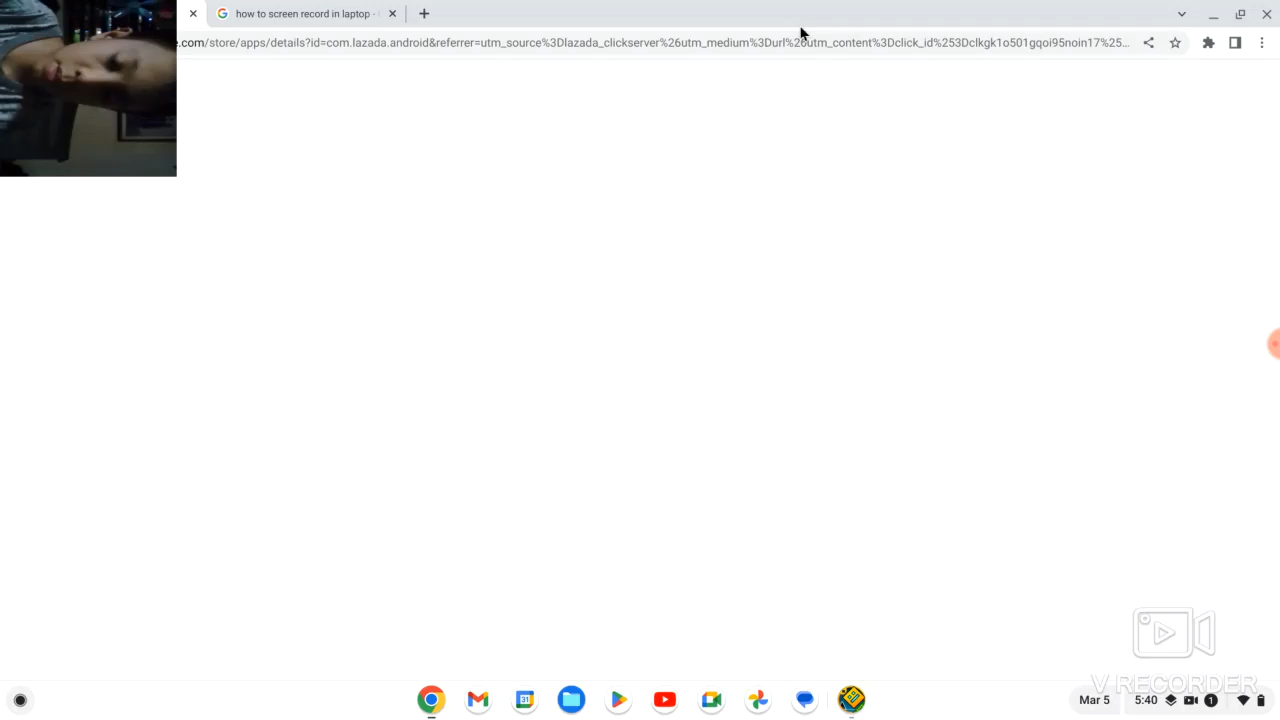 how to screen record in laptop -
.com/store/apps/details?id=com.lazada.android&referrer=utm_source%3Dlazada_clickserver%26utm_medium%3Durl%26utm_content%3Dclick_id%253Dclkgk1o501gqoi95noin17%25...
31
V RECORDER
Mar 5
5:40
1